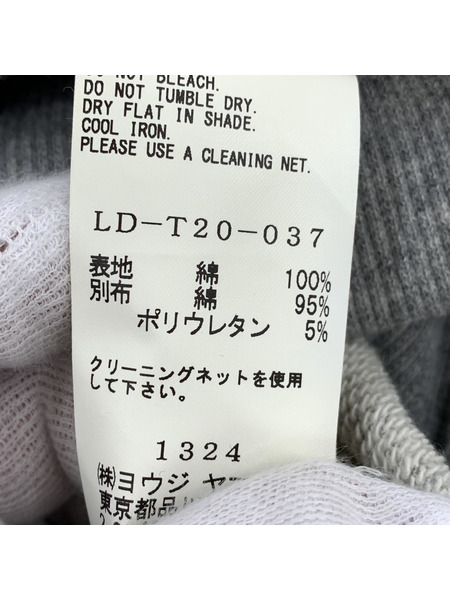 DO NOT BLEACH.
DO NOT TUMBLE DRY.
DRY FLAT IN SHADE.
COOL IRON.
PLEASE USE A CLEANING NET.
LD-T20-037
表地 綿 100%
別布 綿 95%
ポリウレタン 5%
クリーニングネットを使用
して下さい。
1324
(株)ヨウジ ヤ
東京都品